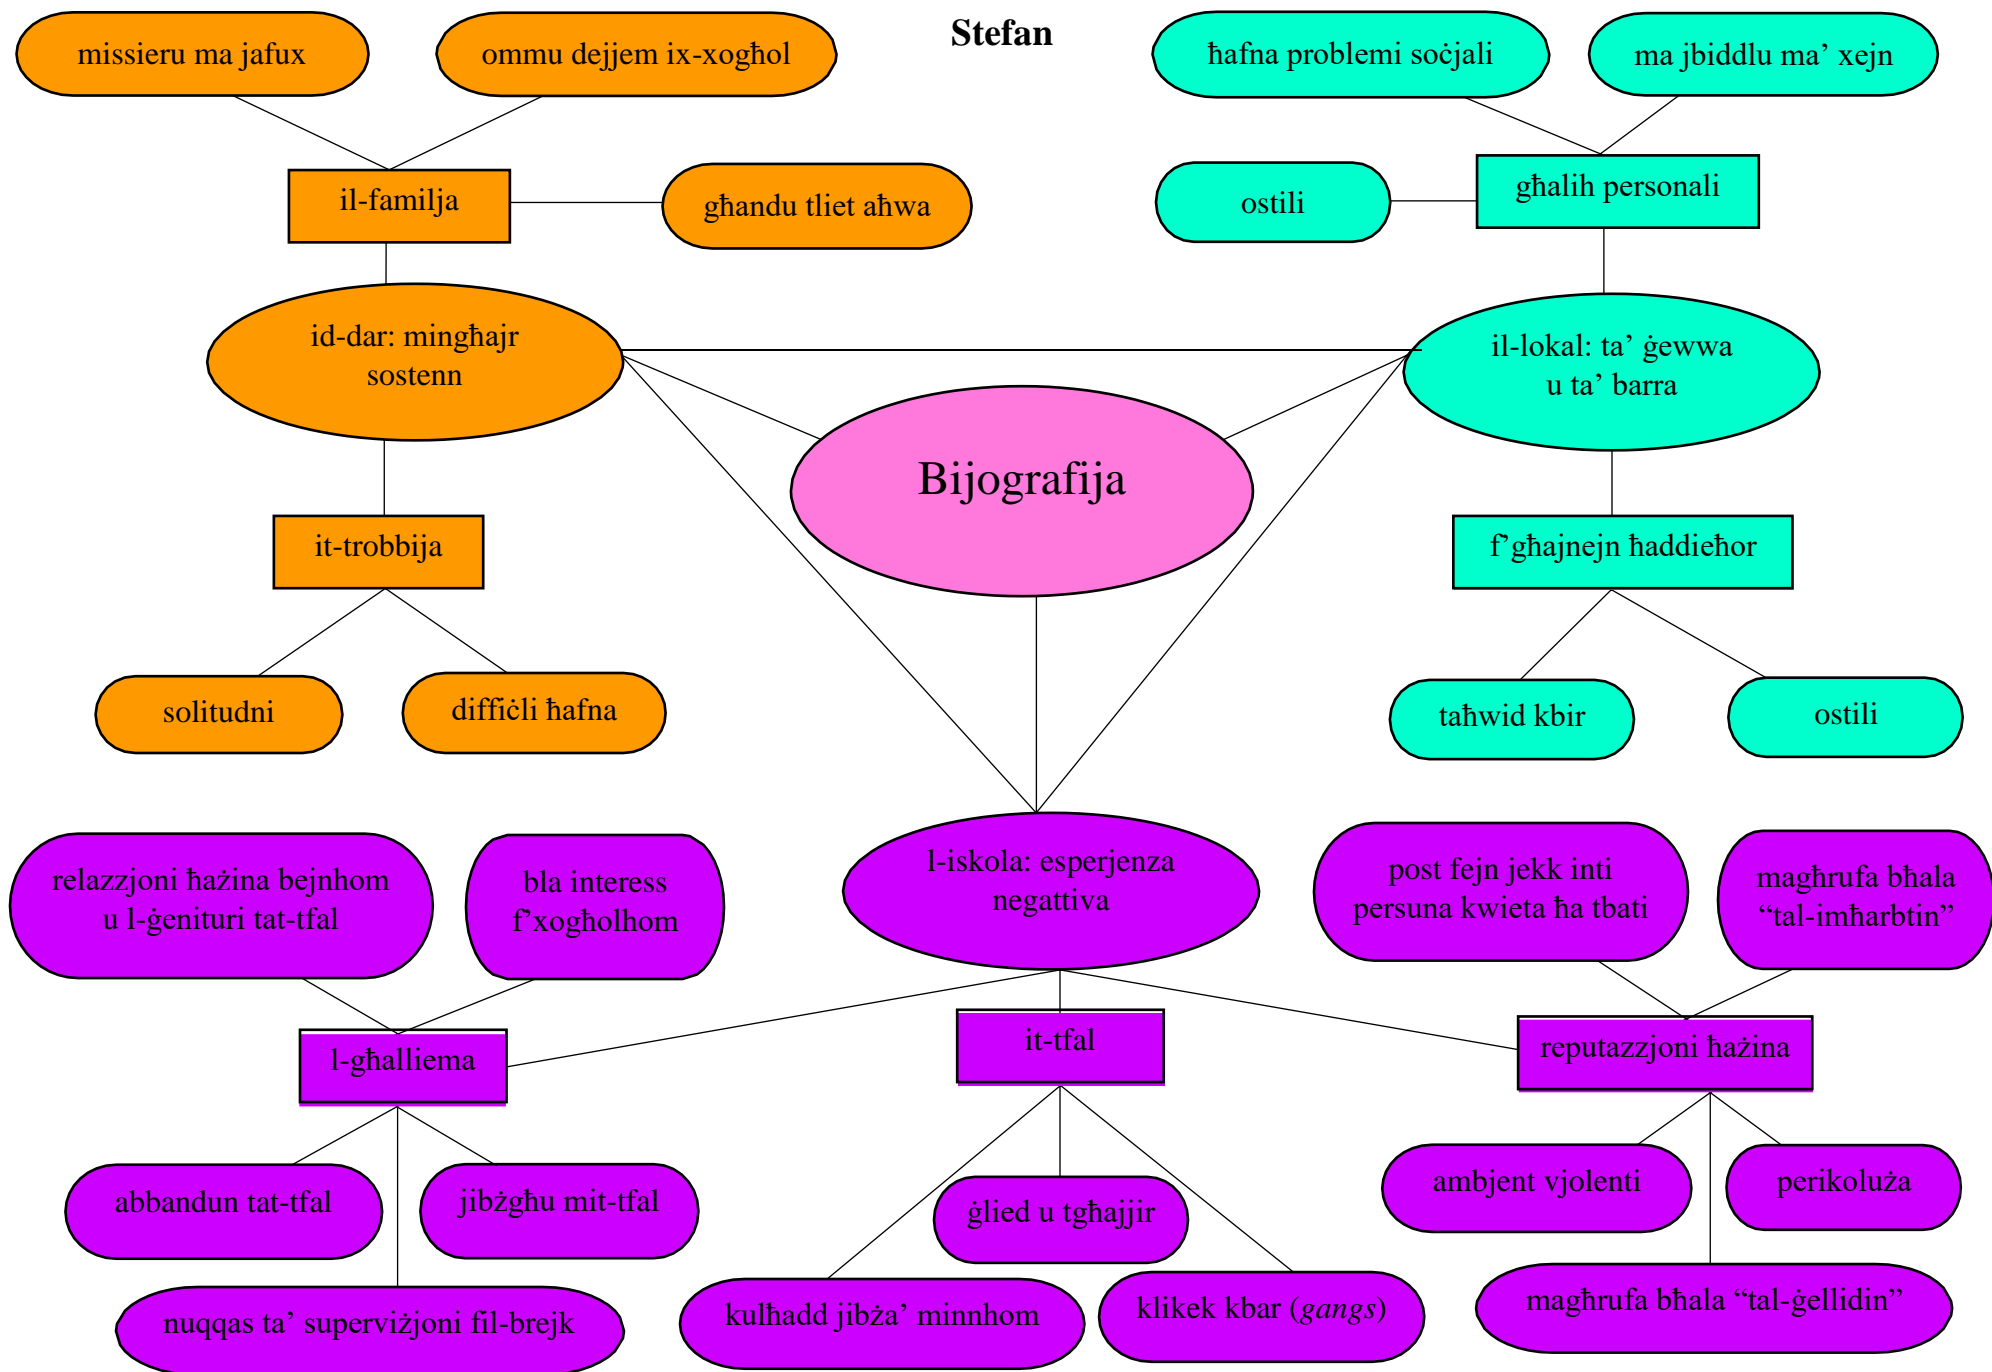 Stefan
missieru ma jafux
ommu dejjem ix-xogħol
il-familja
għandu tliet aħwa
id-dar: mingħajr
sostenn
it-trobbija
solitudni
diffiċli ħafna
ħafna problemi soċjali
ma jbiddlu ma’ xejn
ostili
għalih personali
il-lokal: ta’ ġewwa
u ta’ barra
f’għajnejn ħaddieħor
taħwid kbir
ostili
Bijografija
l-iskola: esperjenza
negattiva
relazzjoni ħażina bejnhom
u l-ġenituri tat-tfal
bla interess
f’xogħolhom
l-għalliema
abbandun tat-tfal
jibżgħu mit-tfal
nuqqas ta’ superviżjoni fil-brejk
it-tfal
ġlied u tgħajjir
kulħadd jibża’ minnhom
klikek kbar (gangs)
post fejn jekk inti
persuna kwieta ħa tbati
magħrufa bħala
“tal-imħarbtin”
reputazzjoni ħażina
ambjent vjolenti
perikoluża
magħrufa bħala “tal-ġellidin”